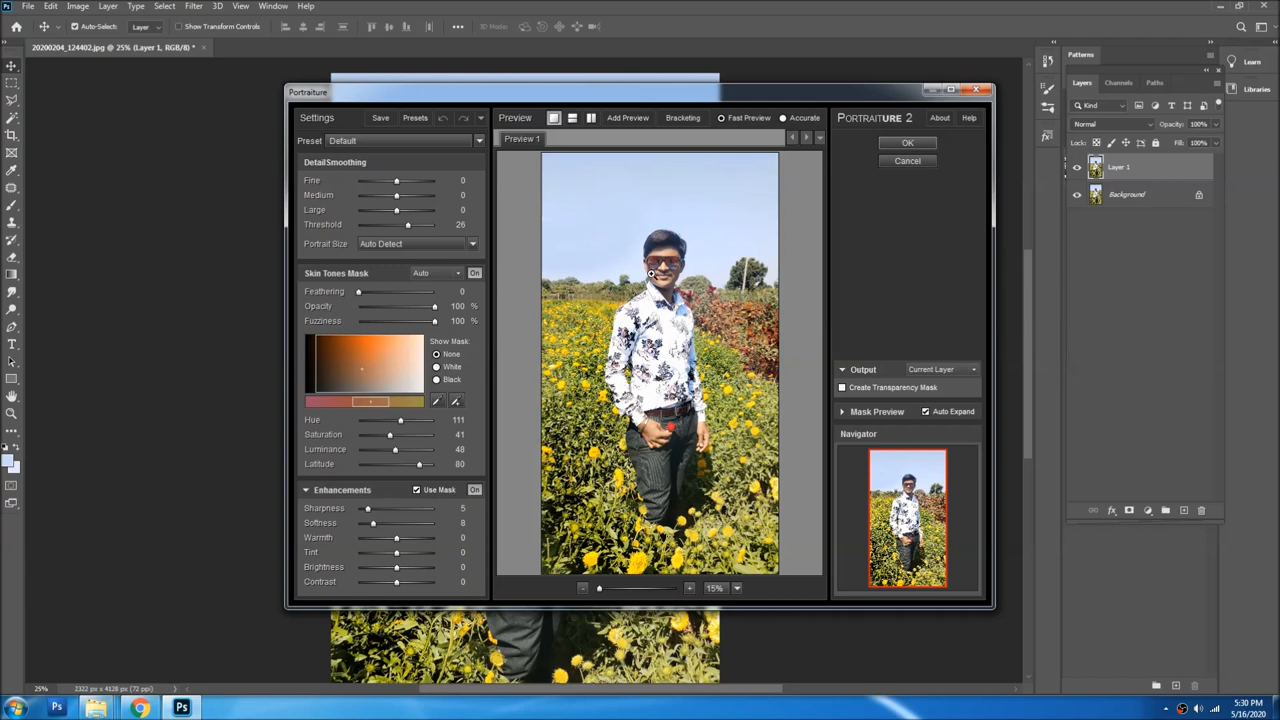 Ps File Edit Image Layer Type Select Filter 3D View Window Help
Auto-Select: Layer Show Transform Controls 3D Mode:
20200204_124402.jpg @ 25% (Layer 1, RGB/8) * ×
Patterns
Learn
Libraries
Layers Channels Paths
Kind
Normal Opacity: 100%
Lock: Fill: 100%
Layer 1
Background
Portraiture
Settings Save Presets
Preset Default
DetailSmoothing
Fine 0
Medium 0
Large 0
Threshold 26
Portrait Size Auto Detect
Skin Tones Mask Auto On
Feathering 0
Opacity 100 %
Fuzziness 100 %
Show Mask:
None
White
Black
Hue 111
Saturation 41
Luminance 48
Latitude 80
Enhancements Use Mask On
Sharpness 5
Softness 8
Warmth 0
Tint 0
Brightness 0
Contrast 0
Preview Add Preview Bracketing Fast Preview Accurate
Preview 1
15%
PORTRAITURE 2 About Help
OK
Cancel
Output Current Layer
Create Transparency Mask
Mask Preview Auto Expand
Navigator
25% 2322 px x 4128 px (72 ppi)
Ps Ps
5:30 PM
5/16/2020